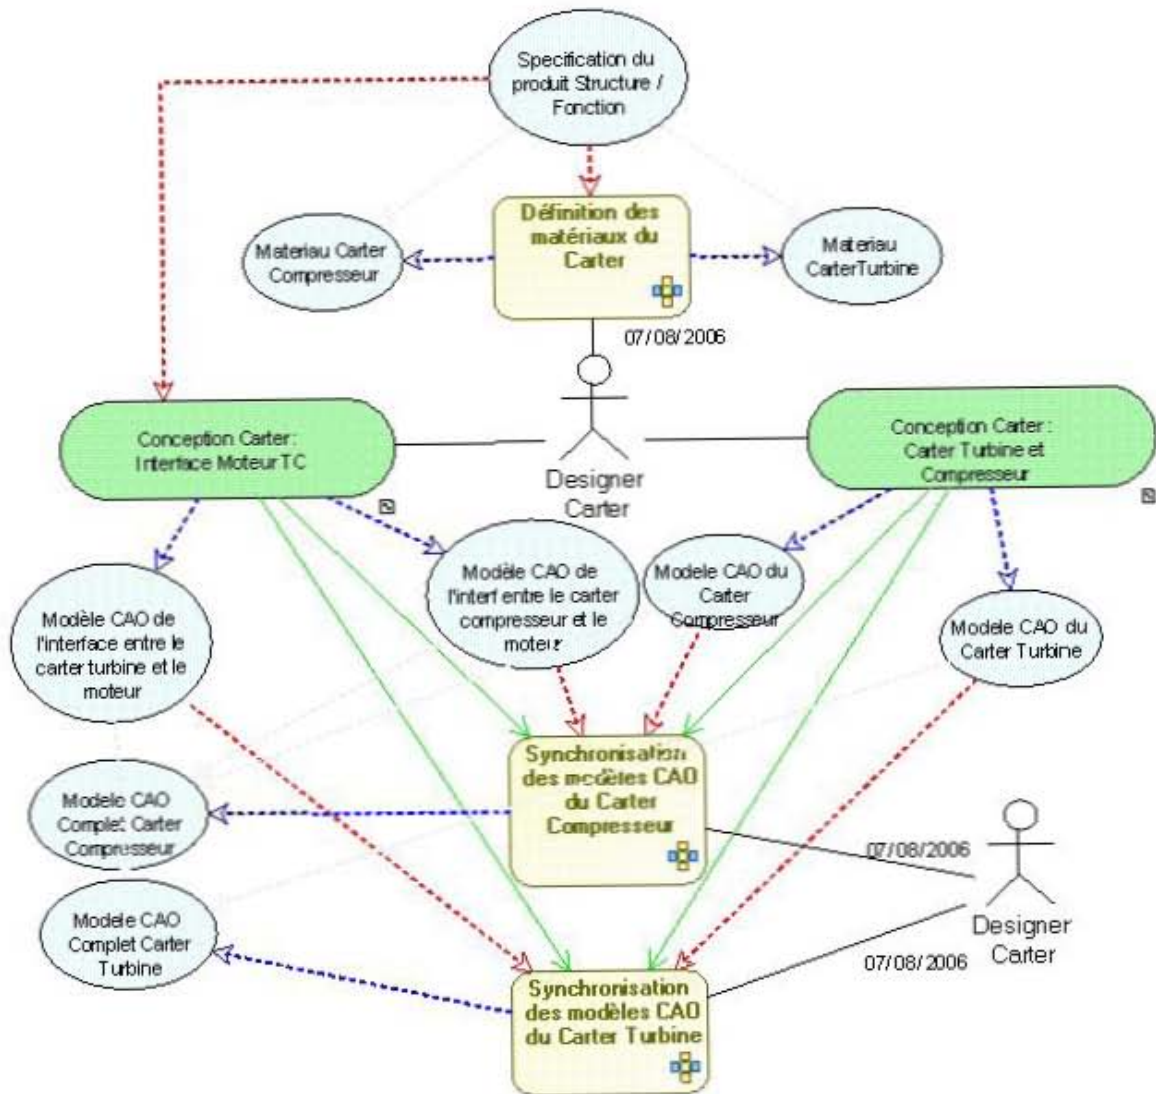 Specification du
produit Structure /
Fonction
Définition des
matériaux du
Carter
Materiau Carter
Compresseur
Materiau
CarterTurbine
07/08/2006
Conception Carter :
Interface Moteur TC
Designer
Carter
Conception Carter :
Carter Turbine et
Compresseur
Modèle CAO de
l'interface entre le
carter turbine et le
moteur
Modèle CAO de
l'interf entre le carter
compresseur et le
moteur
Modele CAO du
Carter
Compresseur
Modele CAO du
Carter Turbine
Synchronisation
des modèles CAO
du Carter
Compresseur
Modele CAO
Complet Carter
Compresseur
07/08/2006
Modele CAO
Complet Carter
Turbine
Designer
Carter
07/08/2006
Synchronisation
des modèles CAO
du Carter Turbine